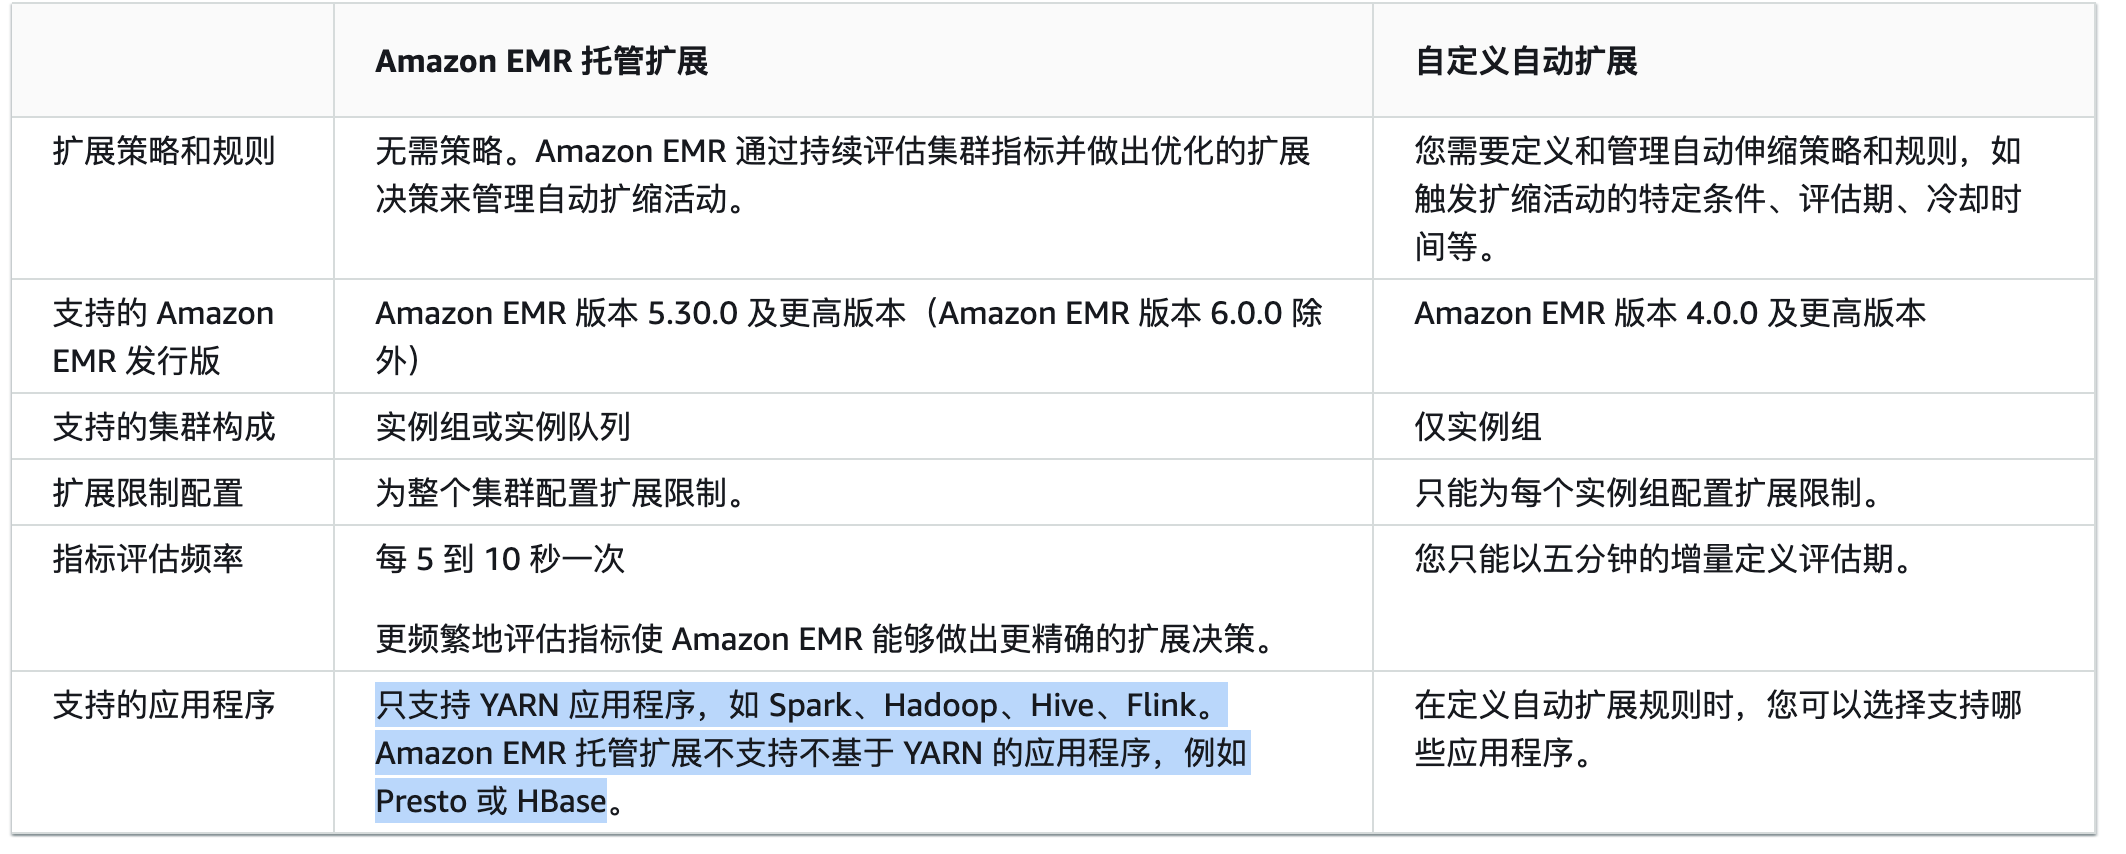 Amazon EMR 托管扩展
自定义自动扩展
扩展策略和规则
无需策略。Amazon EMR 通过持续评估集群指标并做出优化的扩展
决策来管理自动扩缩活动。
您需要定义和管理自动伸缩策略和规则，如
触发扩缩活动的特定条件、评估期、冷却时
间等。
支持的 Amazon
EMR 发行版
Amazon EMR 版本 5.30.0 及更高版本（Amazon EMR 版本 6.0.0 除
外）
Amazon EMR 版本 4.0.0 及更高版本
支持的集群构成
实例组或实例队列
仅实例组
扩展限制配置
为整个集群配置扩展限制。
只能为每个实例组配置扩展限制。
指标评估频率
每 5 到 10 秒一次
更频繁地评估指标使 Amazon EMR 能够做出更精确的扩展决策。
您只能以五分钟的增量定义评估期。
支持的应用程序
只支持 YARN 应用程序，如 Spark、Hadoop、Hive、Flink。
Amazon EMR 托管扩展不支持不基于 YARN 的应用程序，例如
Presto 或 HBase。
在定义自动扩展规则时，您可以选择支持哪
些应用程序。